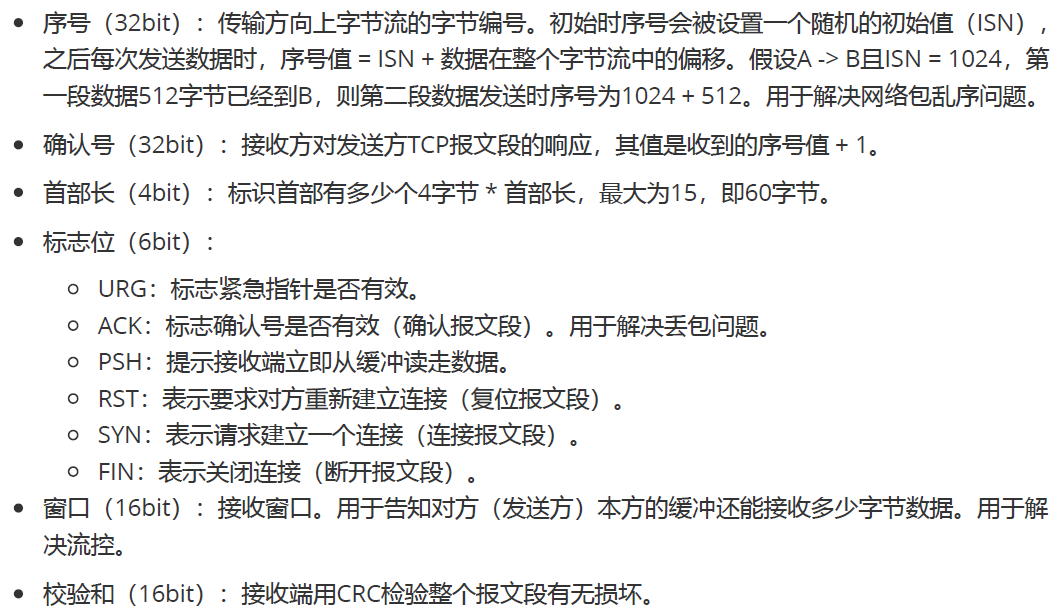 序号（32bit）：传输方向上字节流的字节编号。初始时序号会被设置一个随机的初始值（ISN），
之后每次发送数据时，序号值 = ISN + 数据在整个字节流中的偏移。假设A -> B且ISN = 1024，第
一段数据512字节已经到B，则第二段数据发送时序号为1024 + 512。用于解决网络包乱序问题。
确认号（32bit）：接收方对发送方TCP报文段的响应，其值是收到的序号值 + 1。
首部长（4bit）：标识首部有多少个4字节 * 首部长，最大为15，即60字节。
标志位（6bit）：
URG：标志紧急指针是否有效。
ACK：标志确认号是否有效（确认报文段）。用于解决丢包问题。
PSH：提示接收端立即从缓冲读走数据。
RST：表示要求对方重新建立连接（复位报文段）。
SYN：表示请求建立一个连接（连接报文段）。
FIN：表示关闭连接（断开报文段）。
窗口（16bit）：接收窗口。用于告知对方（发送方）本方的缓冲还能接收多少字节数据。用于解
决流控。
校验和（16bit）：接收端用CRC检验整个报文段有无损坏。